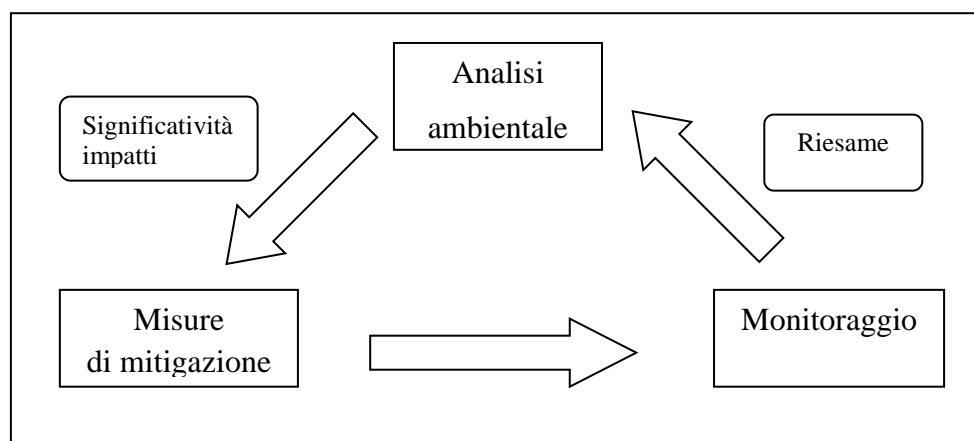 Analisi
ambientale
Significatività
impatti
Riesame
Misure
di mitigazione
Monitoraggio